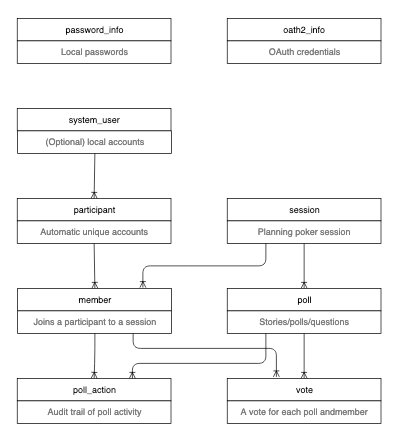 password_info
oath2_info
Local passwords
OAuth credentials
system_user
(Optional) local accounts
participant
session
Automatic unique accounts
Planning poker session
member
poll
Joins a participant to a session
Stories/polls/questions
poll_action
vote
Audit trail of poll activity
A vote for each poll andmember